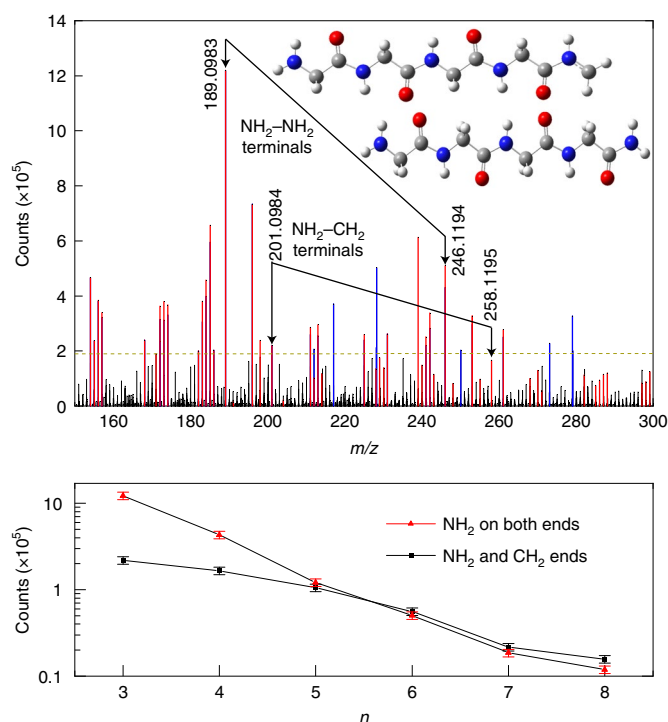 14
12
10
8
6
4
2
0
Counts (×10⁵)
189.0983
NH₂–NH₂
terminals
201.0984
NH₂–CH₂
terminals
246.1194
258.1195
160 180 200 220 240 260 280 300
m/z
10
1
0.1
Counts (×10⁵)
NH₂ on both ends
NH₂ and CH₂ ends
3 4 5 6 7 8
n